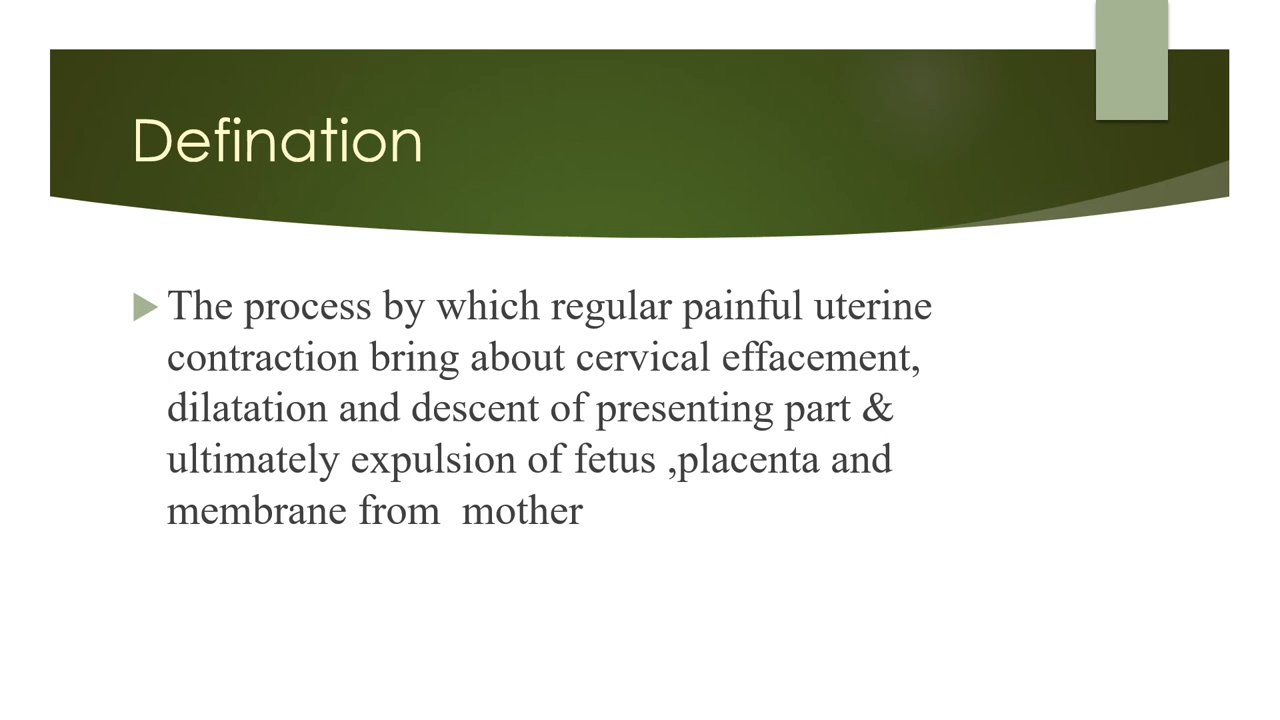 Defination
The process by which regular painful uterine
contraction bring about cervical effacement,
dilatation and descent of presenting part &
ultimately expulsion of fetus ,placenta and
membrane from  mother